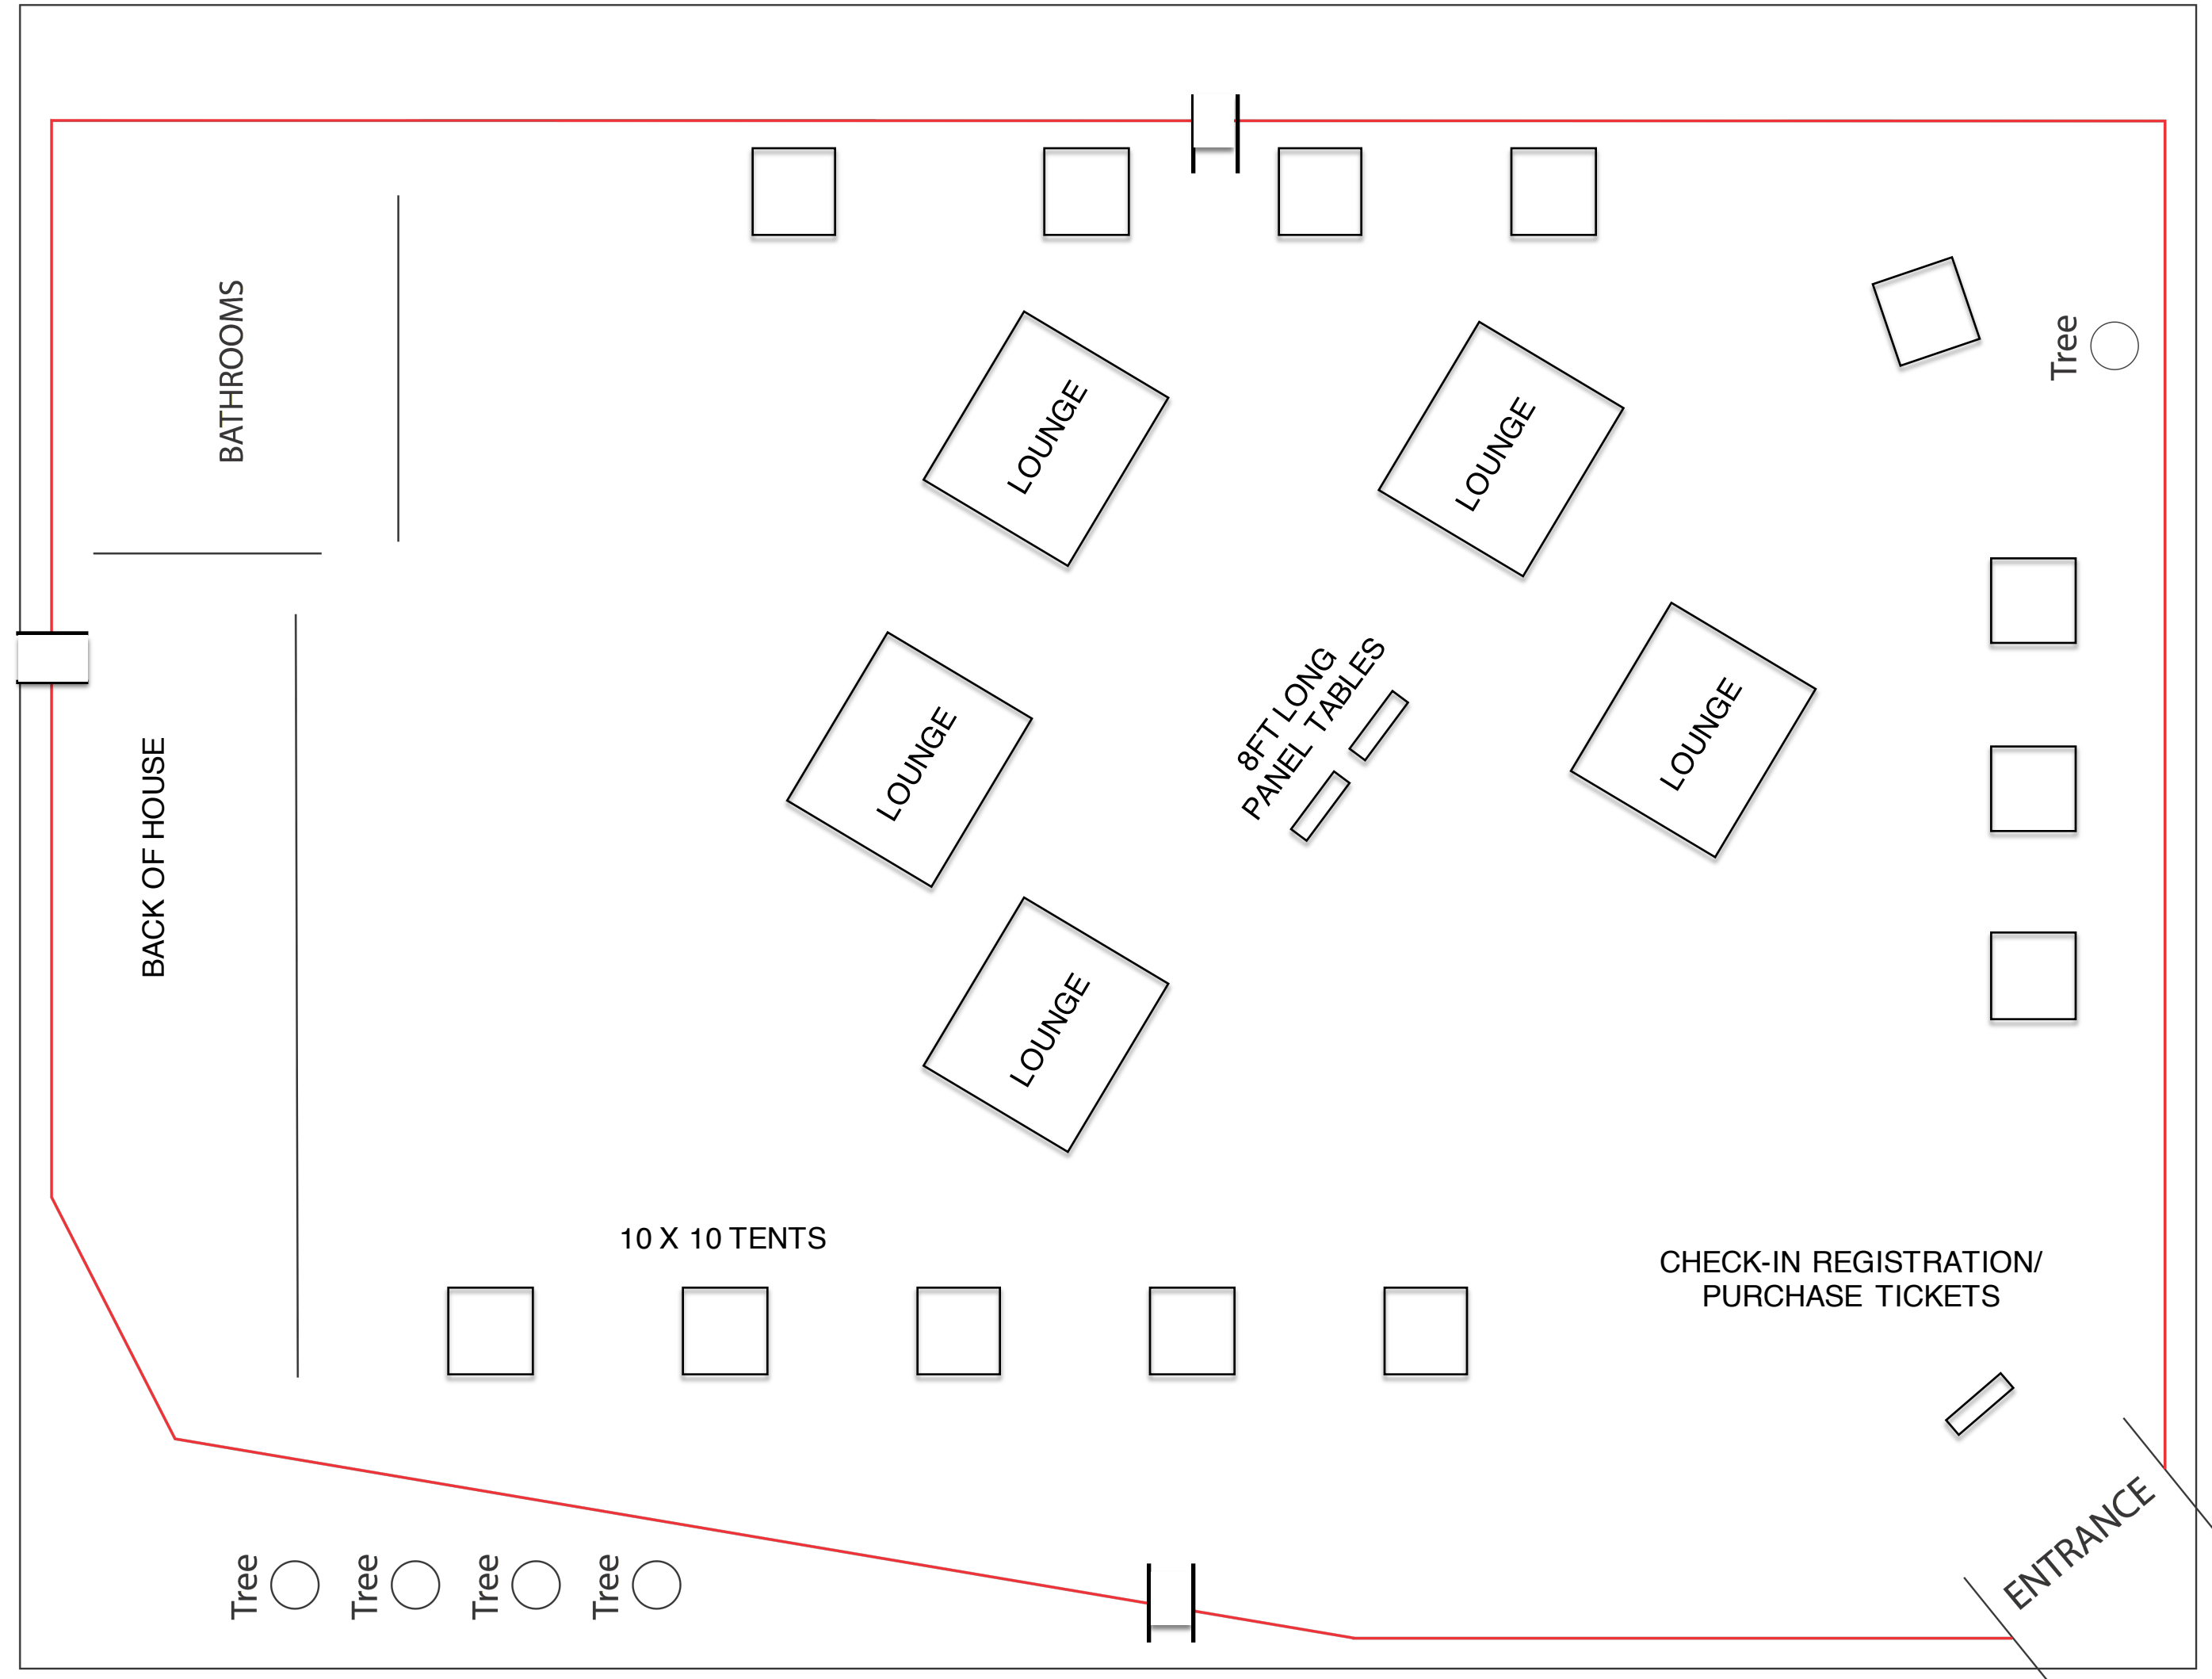 BATHROOMS
Tree
LOUNGE
LOUNGE
8FT LONG
PANEL TABLES
LOUNGE
LOUNGE
BACK OF HOUSE
LOUNGE
10 X 10 TENTS
CHECK-IN REGISTRATION/
PURCHASE TICKETS
ENTRANCE
Tree
Tree
Tree
Tree